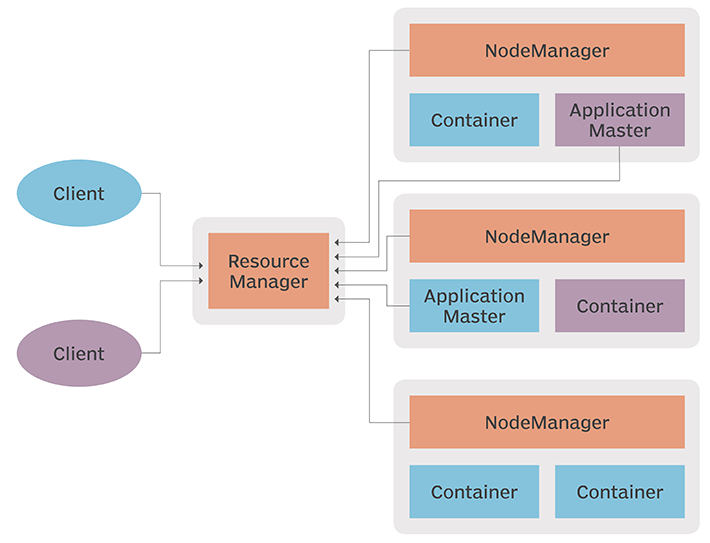 NodeManager
Container
Application
Master
Client
Resource
Manager
NodeManager
Application
Master
Container
Client
NodeManager
Container
Container